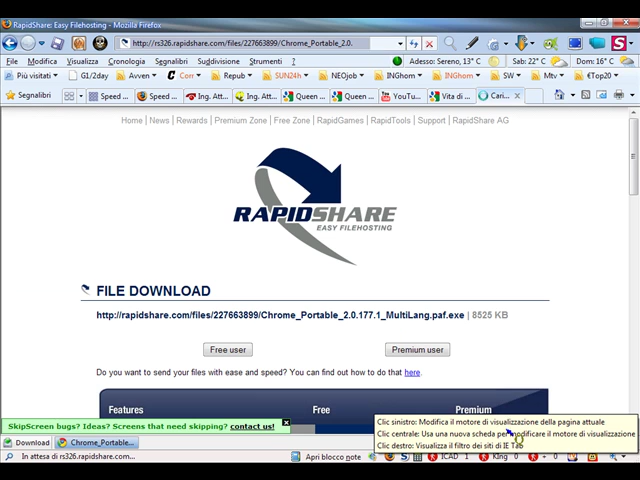 RapidShare: Easy Filehosting - Mozilla Firefox
http://rs326.rapidshare.com/files/227663899/Chrome_Portable_2.0.
File Modifica Visualizza Cronologia Segnalibri Suddivisione Strumenti ? Adesso: Sereno, 13° C Sab: 22° C Dom: 16° C
Più visitati G1/2day Avven. Corr Repub SUN24h NEOjob INGhom INGhom SW Mtv €Top20
Segnalibri Speed ... Speed ... Ing. Att... Ing. Att... Queen ... Queen ... YouTu... Vita di ... Cari...
Home | News | Rewards | Premium Zone | Free Zone | RapidGames | RapidTools | Support | RapidShare AG
RAPIDSHARE
EASY FILEHOSTING
FILE DOWNLOAD
http://rapidshare.com/files/227663899/Chrome_Portable_2.0.177.1_MultiLang.paf.exe | 8525 KB
Free user Premium user
Do you want to send your files with ease and speed? You can find out how to do that here.
Features Free Premium
SkipScreen bugs? Ideas? Screens that need skipping? contact us!
Clic sinistro: Modifica il motore di visualizzazione della pagina attuale
Clic centrale: Usa una nuova scheda per modificare il motore di visualizzazione
Clic destro: Visualizza il filtro dei siti di IE Tab
Download Chrome_Portable...
In attesa di rs326.rapidshare.com... Apri blocco note ICAO 1 King 0 0